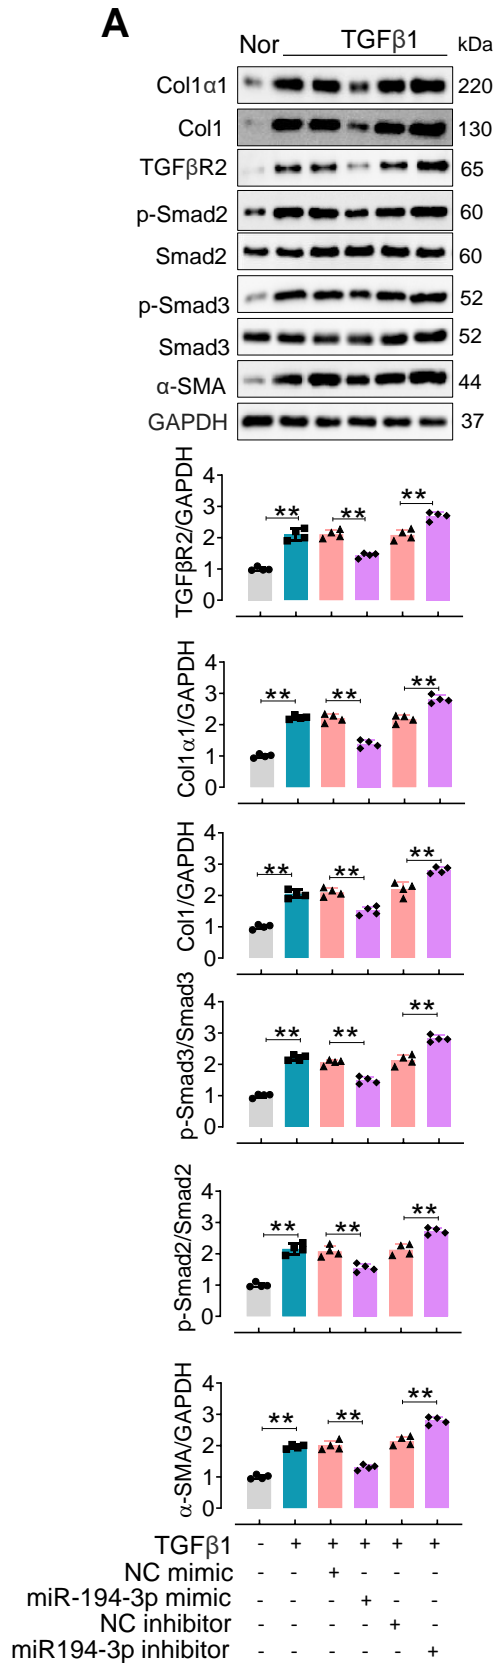 A
Nor TGFβ1 kDa
Col1α1 220
Col1 130
TGFβR2 65
p-Smad2 60
Smad2 60
p-Smad3 52
Smad3 52
α-SMA 44
GAPDH 37
TGFβR2/GAPDH
4
3
2
1
0
** ** **
Col1α1/GAPDH
4
3
2
1
0
** ** **
Col1/GAPDH
4
3
2
1
0
** ** **
p-Smad3/Smad3
4
3
2
1
0
** ** **
p-Smad2/Smad2
4
3
2
1
0
** ** **
α-SMA/GAPDH
4
3
2
1
0
** ** **
TGFβ1 - + + + + +
NC mimic - - + - - -
miR-194-3p mimic - - - + - -
NC inhibitor - - - - + -
miR194-3p inhibitor - - - - - +